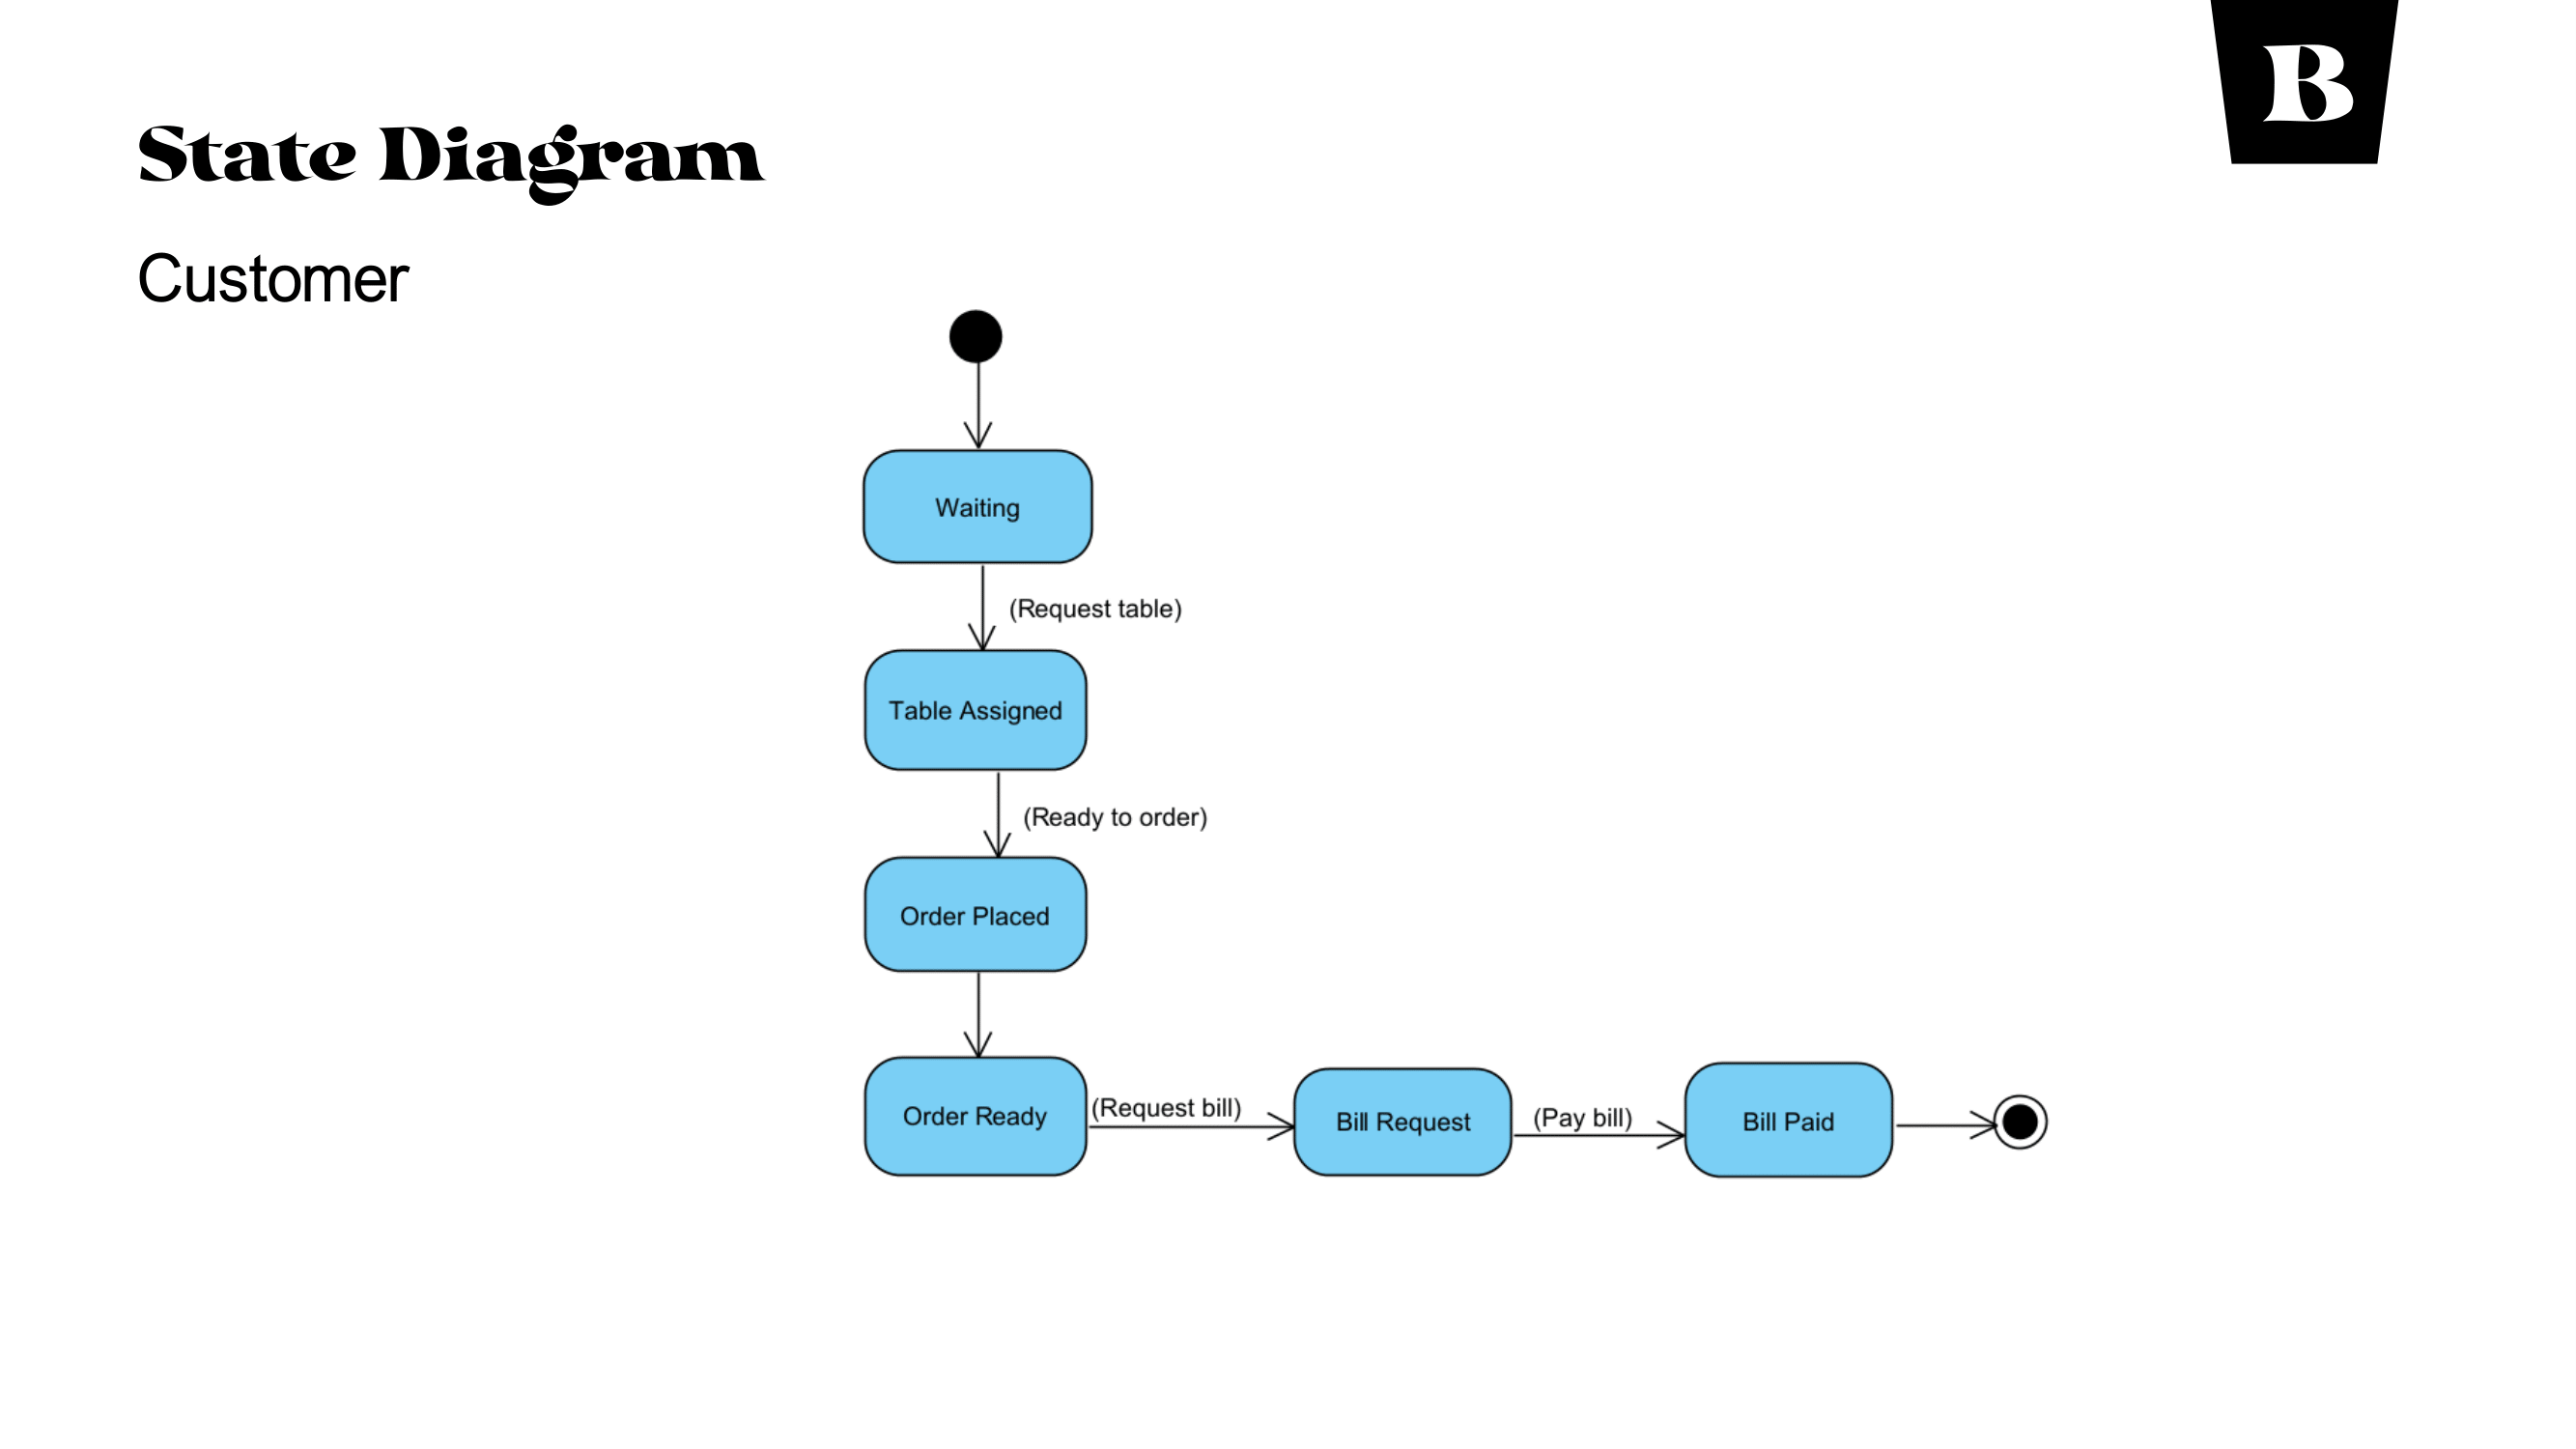 B
State Diagram
Customer
Waiting
(Request table)
Table Assigned
(Ready to order)
Order Placed
Order Ready
(Request bill)
Bill Request
(Pay bill)
Bill Paid